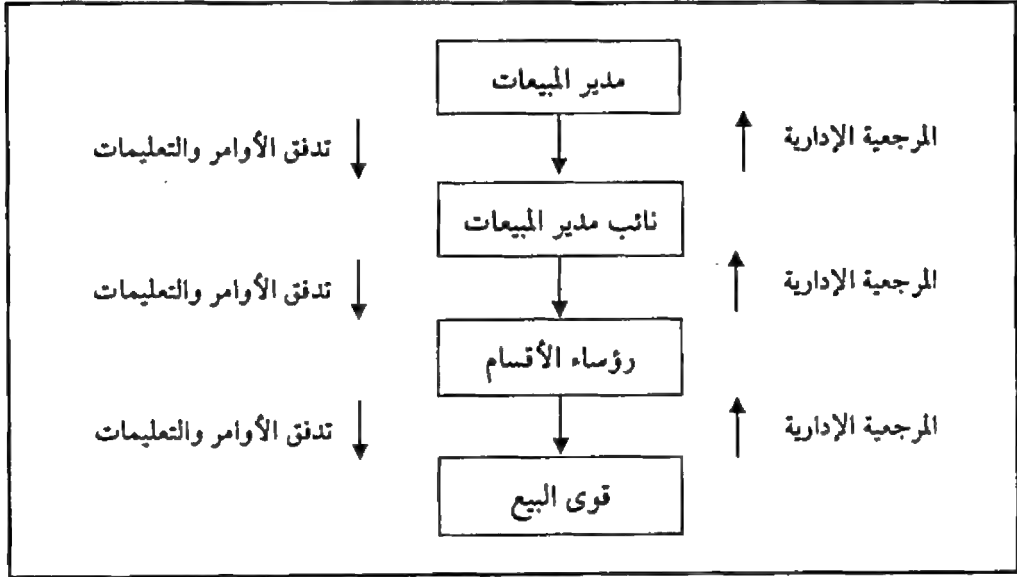 مدير المبيعات
المرجعية الإدارية
تدفق الأوامر والتعليمات
نائب مدير المبيعات
المرجعية الإدارية
تدفق الأوامر والتعليمات
رؤساء الأقسام
المرجعية الإدارية
تدفق الأوامر والتعليمات
قوى البيع